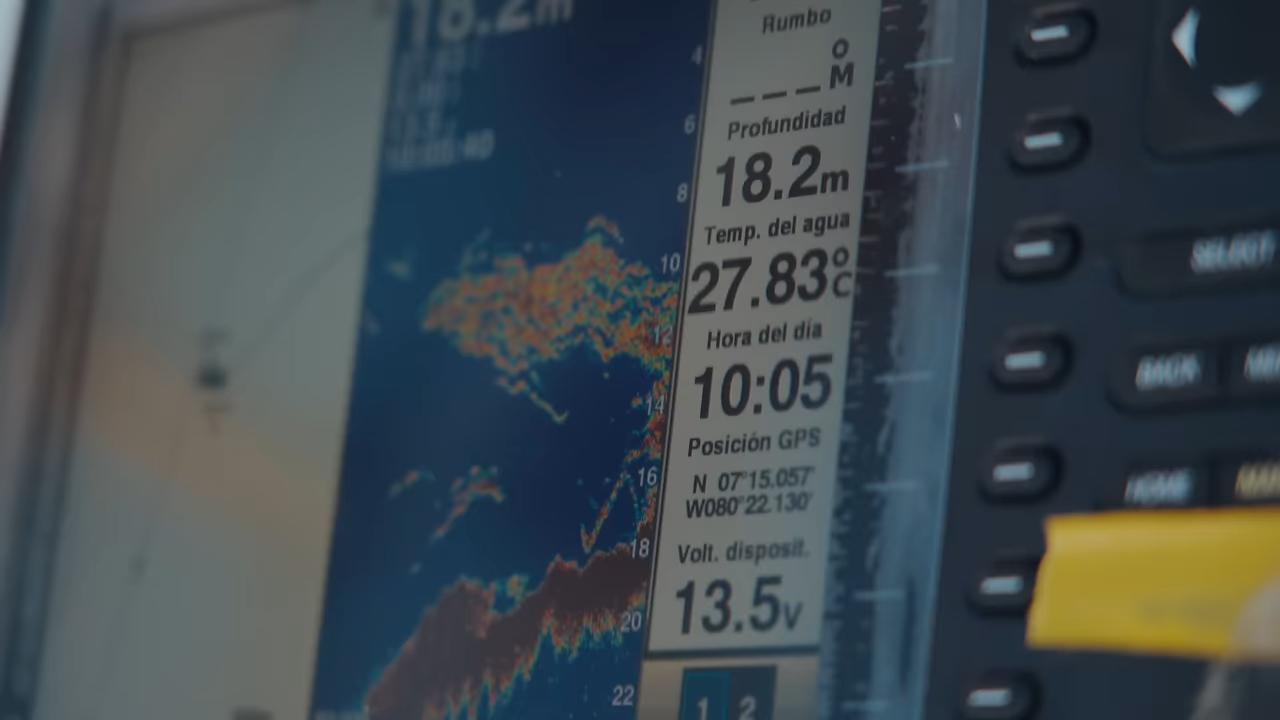 18.2m
4
6
8
10
12
14
16
18
20
22
Rumbo
___°M
Profundidad
18.2m
Temp. del agua
27.83°C
Hora del día
10:05
Posición GPS
N 07°15.057'
W080°22.130'
Volt. disposit.
13.5v
1 2
SELECT
BACK
HOME